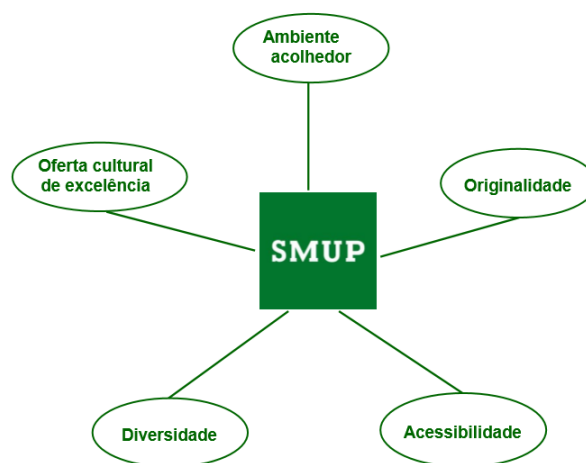 Ambiente
acolhedor
Oferta cultural
de excelência
Originalidade
SMUP
Diversidade
Acessibilidade